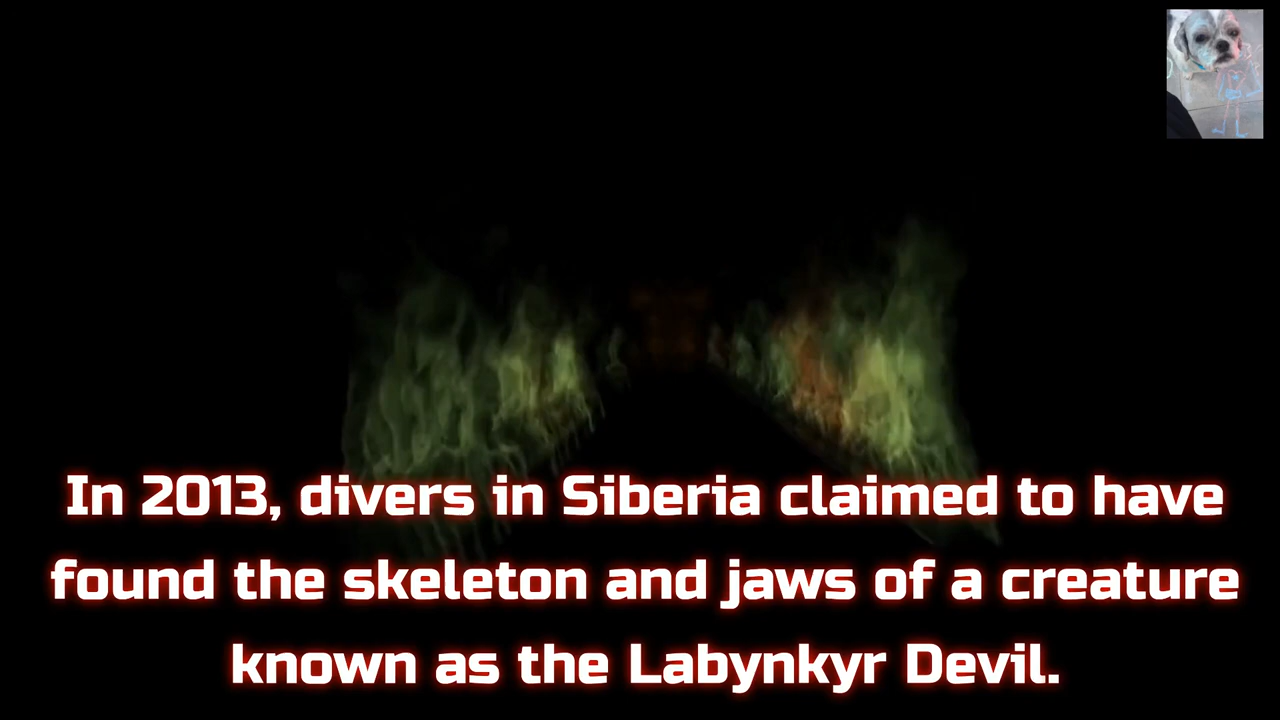 In 2013, divers in Siberia claimed to have
found the skeleton and jaws of a creature
known as the Labynkyr Devil.